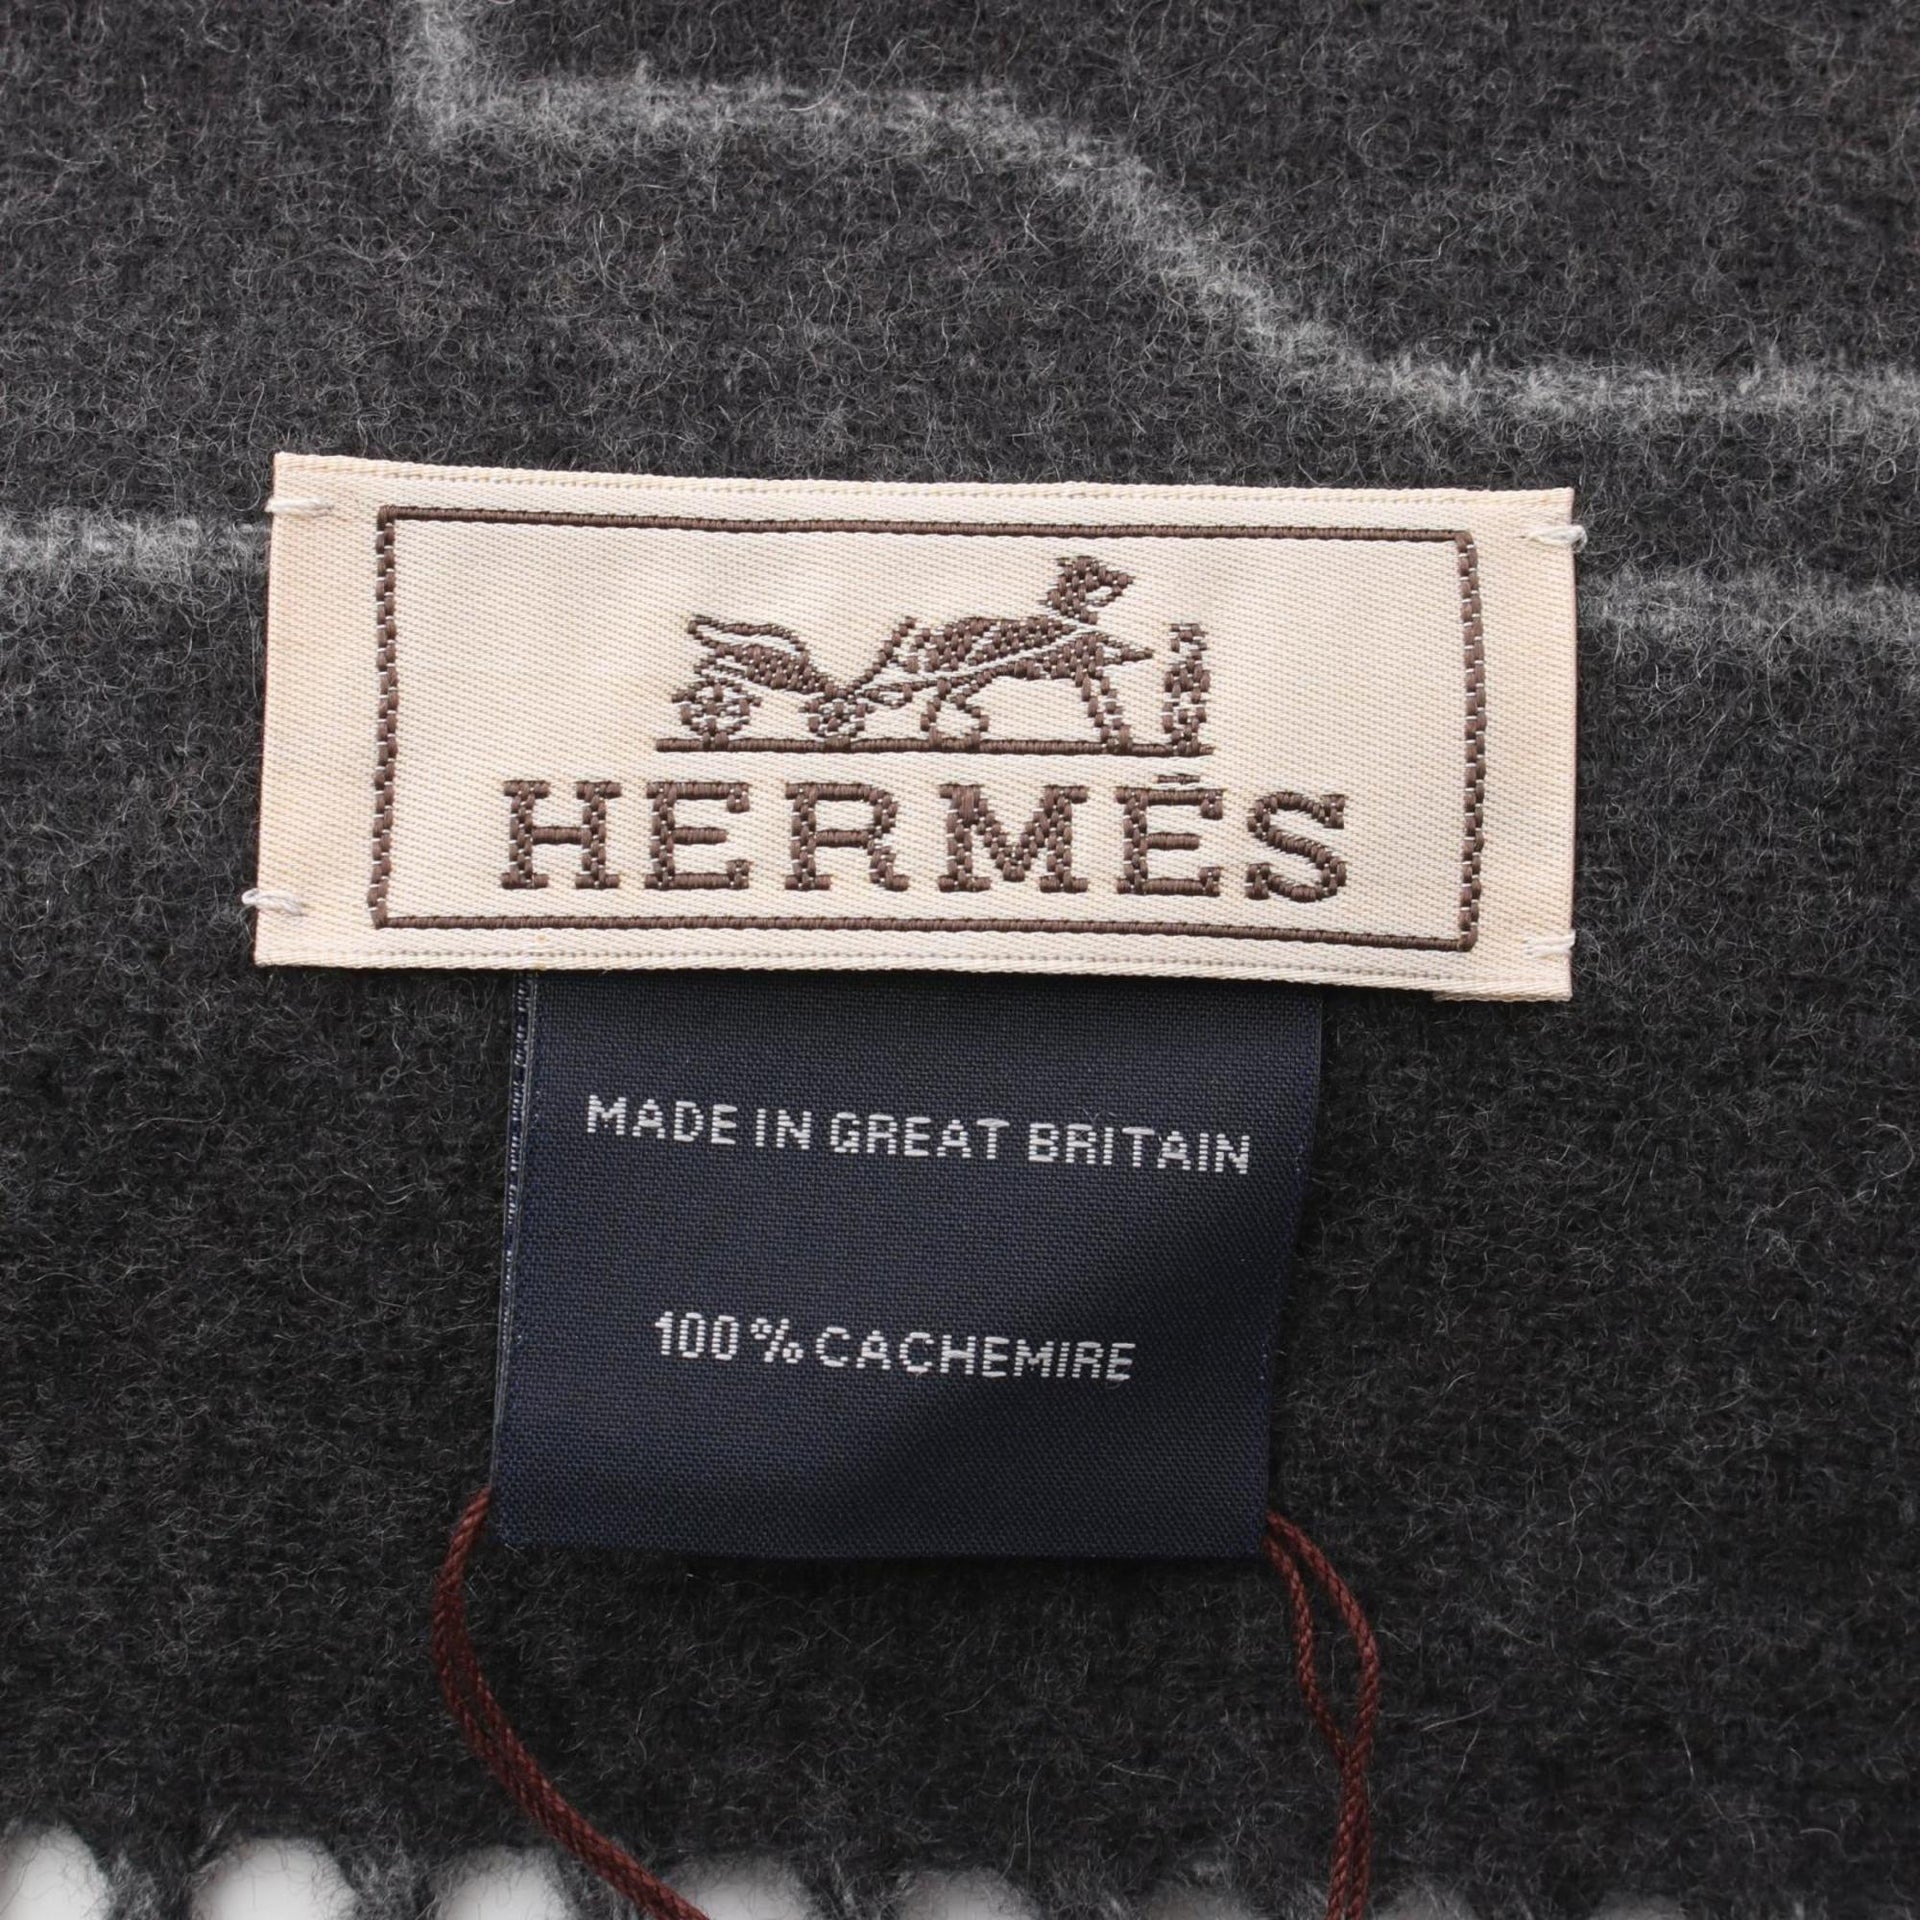 HERMÈS
MADE IN GREAT BRITAIN
100% CACHEMIRE